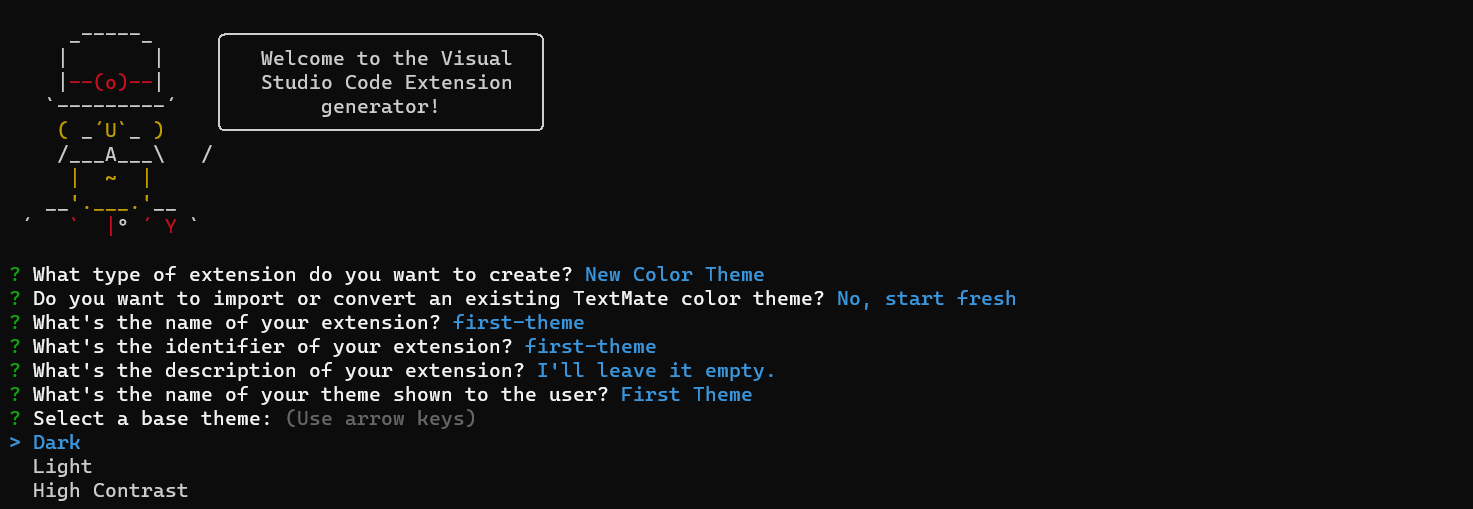 _-----_
    |       |
    |--(o)--|
   `---------´
    ( _´U`_ )
    /___A___\   /
     |  ~  |
   __'.___.'__
 ´   `  |° ´ Y `
Welcome to the Visual
Studio Code Extension
generator!
? What type of extension do you want to create? New Color Theme
? Do you want to import or convert an existing TextMate color theme? No, start fresh
? What's the name of your extension? first-theme
? What's the identifier of your extension? first-theme
? What's the description of your extension? I'll leave it empty.
? What's the name of your theme shown to the user? First Theme
? Select a base theme: (Use arrow keys)
> Dark
  Light
  High Contrast